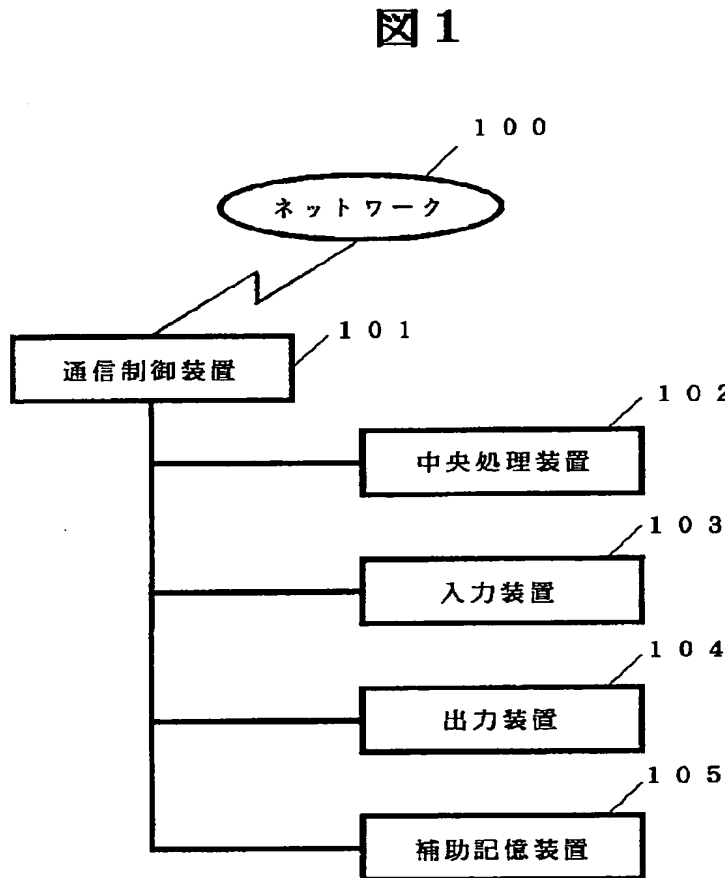 図1
100
ネットワーク
101
通信制御装置
102
中央処理装置
103
入力装置
104
出力装置
105
補助記憶装置